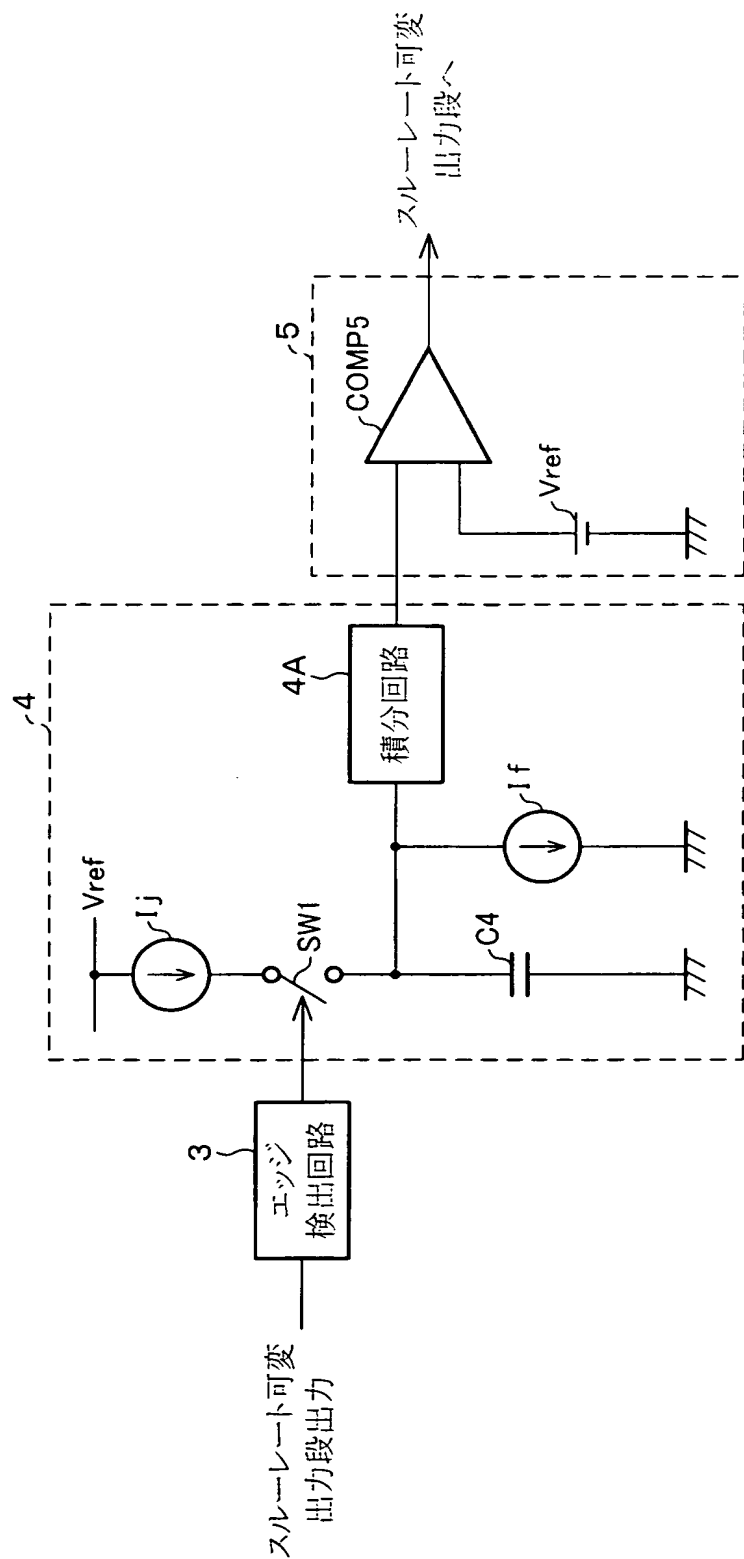 スルーレート可変
出力段出力
3
エッジ
検出回路
4
Vref
Ij
SW1
C4
If
4A
積分回路
5
COMP5
Vref
スルーレート可変
出力段へ